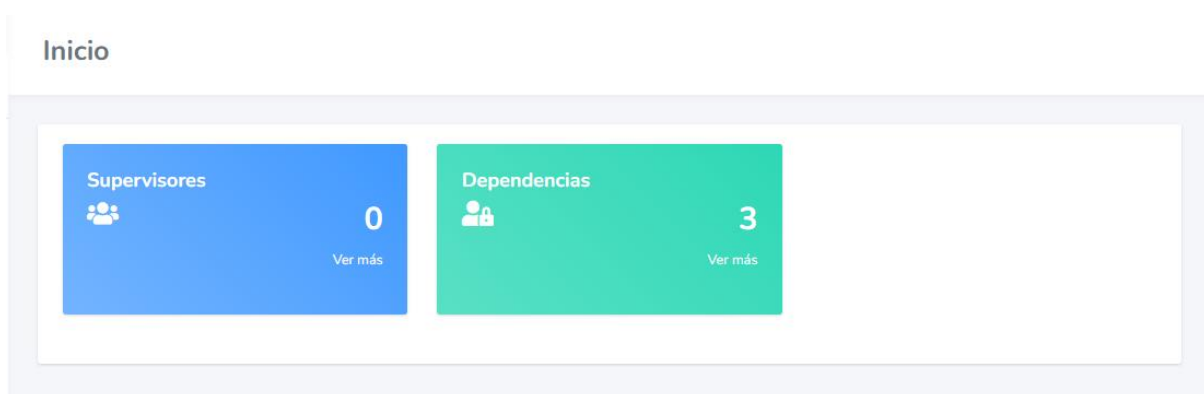 Inicio
Supervisores
0
Ver más
Dependencias
3
Ver más